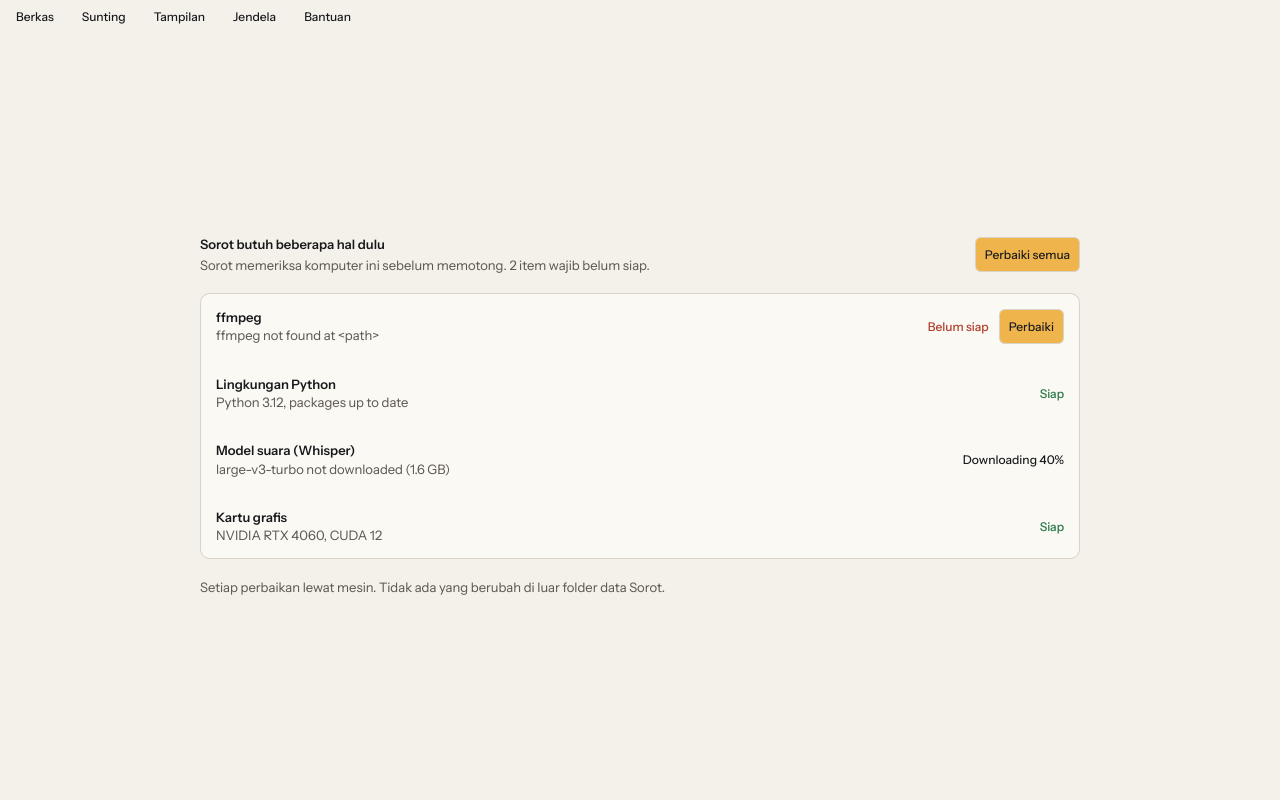 Berkas Sunting Tampilan Jendela Bantuan
Sorot butuh beberapa hal dulu
Sorot memeriksa komputer ini sebelum memotong. 2 item wajib belum siap.
Perbaiki semua
ffmpeg
ffmpeg not found at <path>
Belum siap
Perbaiki
Lingkungan Python
Python 3.12, packages up to date
Siap
Model suara (Whisper)
large-v3-turbo not downloaded (1.6 GB)
Downloading 40%
Kartu grafis
NVIDIA RTX 4060, CUDA 12
Siap
Setiap perbaikan lewat mesin. Tidak ada yang berubah di luar folder data Sorot.